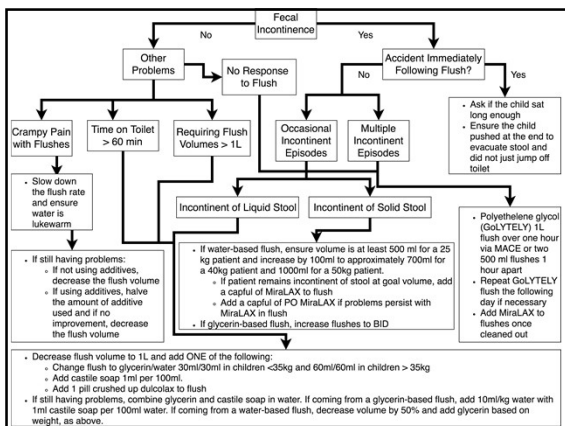 Fecal
Incontinence
No
Yes
Other
Problems
No Response
to Flush
Accident Immediately
Following Flush?
No
Yes
Crampy Pain
with Flushes
Time on Toilet
> 60 min
Requiring Flush
Volumes > 1L
Occasional
Incontinent
Episodes
Multiple
Incontinent
Episodes
• Ask if the child sat
long enough
• Ensure the child
pushed at the end to
evacuate stool and
did not just jump off
toilet
• Slow down
the flush rate
and ensure
water is
lukewarm
Incontinent of Liquid Stool
Incontinent of Solid Stool
• If still having problems:
◦ If not using additives,
decrease the flush volume
◦ If using additives, halve
the amount of additive
used and if no
improvement, decrease
the flush volume
• If water-based flush, ensure volume is at least 500 ml for a 25
kg patient and increase by 100ml to approximately 700ml for
a 40kg patient and 1000ml for a 50kg patient.
◦ If patient remains incontinent of stool at goal volume, add
a capful of MiraLAX to flush
◦ Add a capful of PO MiraLAX if problems persist with
MiraLAX in flush
• If glycerin-based flush, increase flushes to BID
• Polyethelene glycol
(GoLYTELY) 1L
flush over one hour
via MACE or two 500
ml flushes 1 hour
apart
• Repeat GoLYTELY
flush the following
day if necessary
• Add MiraLAX to
flushes once
cleaned out
• Decrease flush volume to 1L and add ONE of the following:
◦ Change flush to glycerin/water 30ml/30ml in children <35kg and 60ml/60ml in children > 35kg
◦ Add castile soap 1ml per 100ml.
◦ Add 1 pill crushed up dulcolax to flush
• If still having problems, combine glycerin and castile soap in water. If coming from a glycerin-based flush, add 10ml/kg water with
1ml castile soap per 100ml water. If coming from a water-based flush, decrease volume by 50% and add glycerin based on
weight, as above.